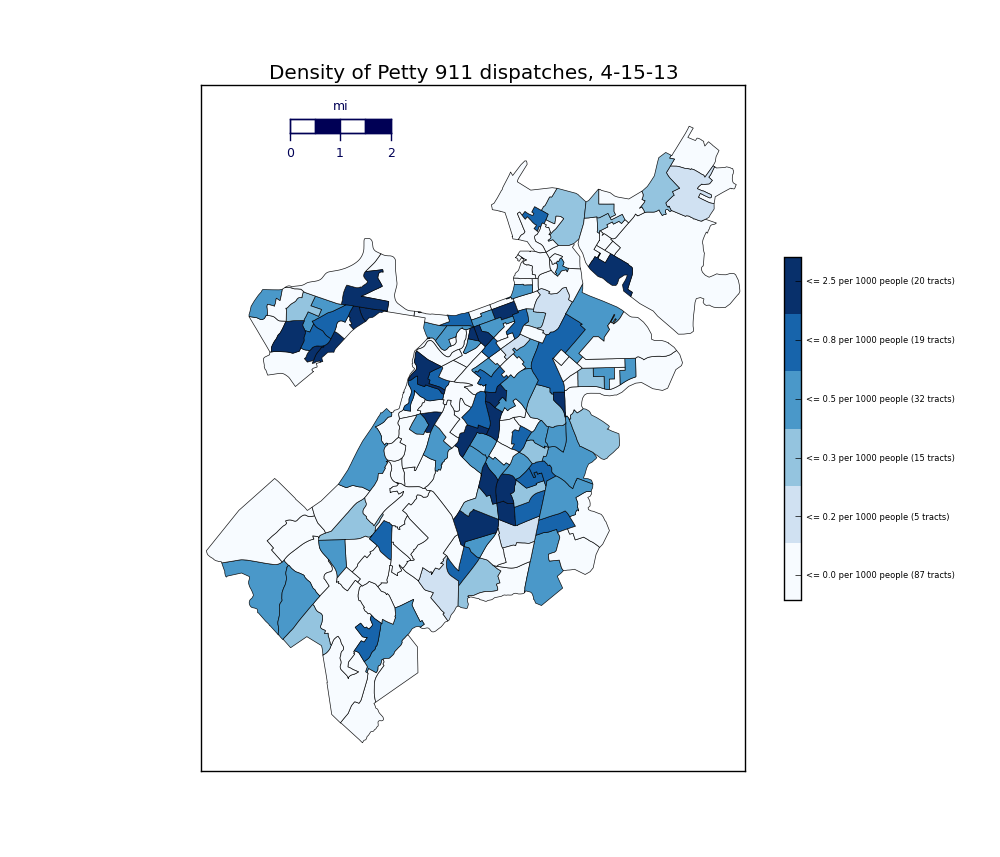 Density of Petty 911 dispatches, 4-15-13
mi
0 1 2
<= 2.5 per 1000 people (20 tracts)
<= 0.8 per 1000 people (19 tracts)
<= 0.5 per 1000 people (32 tracts)
<= 0.3 per 1000 people (15 tracts)
<= 0.2 per 1000 people (5 tracts)
<= 0.0 per 1000 people (87 tracts)